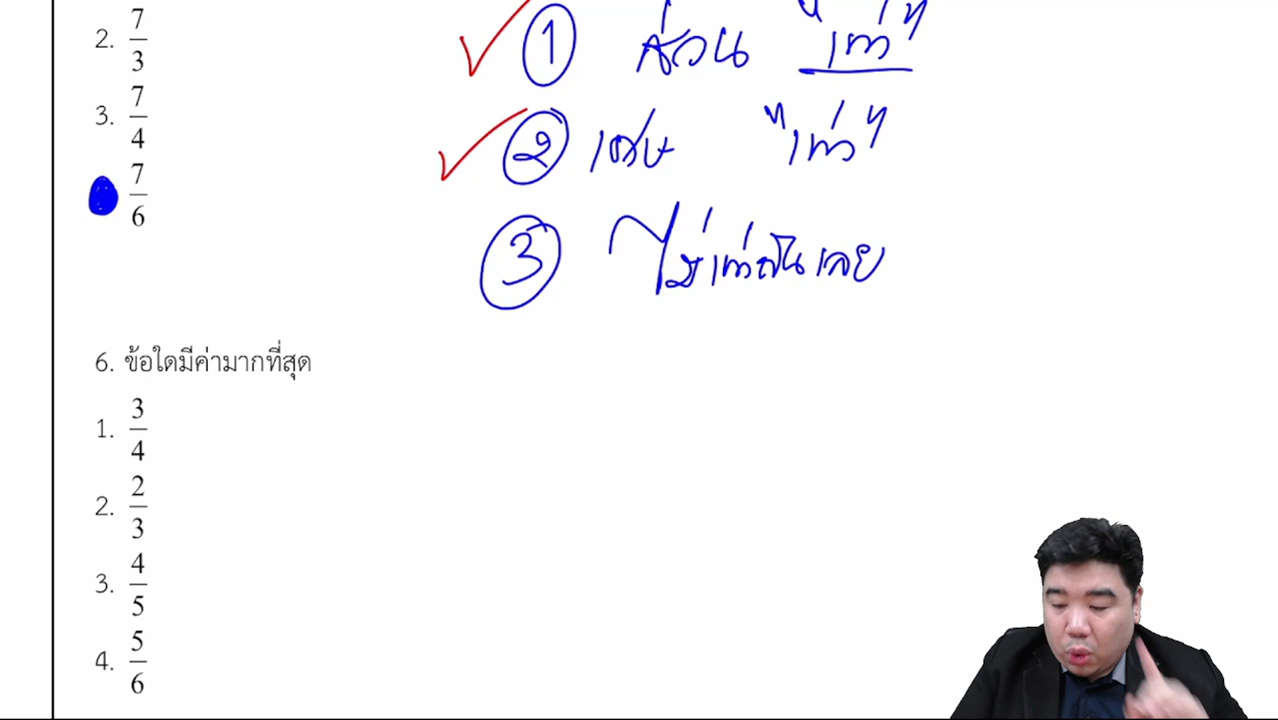 2. 7/3
3. 7/4
7/6
① ส่วน "เท่า"
② เศษ "เท่า"
③ ไม่เท่ากันเลย
6. ข้อใดมีค่ามากที่สุด
1. 3/4
2. 2/3
3. 4/5
4. 5/6